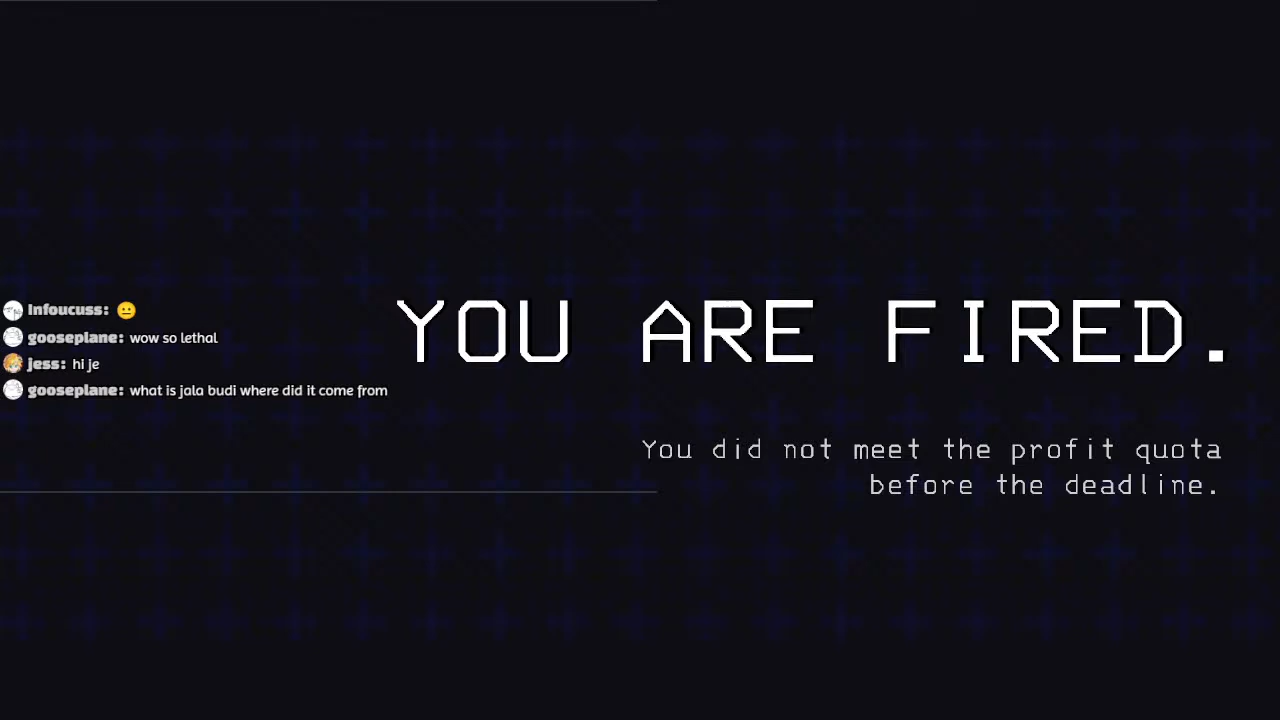 Infoucuss: 😐
gooseplane: wow so lethal
jess: hi je
gooseplane: what is jala budi where did it come from
YOU ARE FIRED.
You did not meet the profit quota
before the deadline.